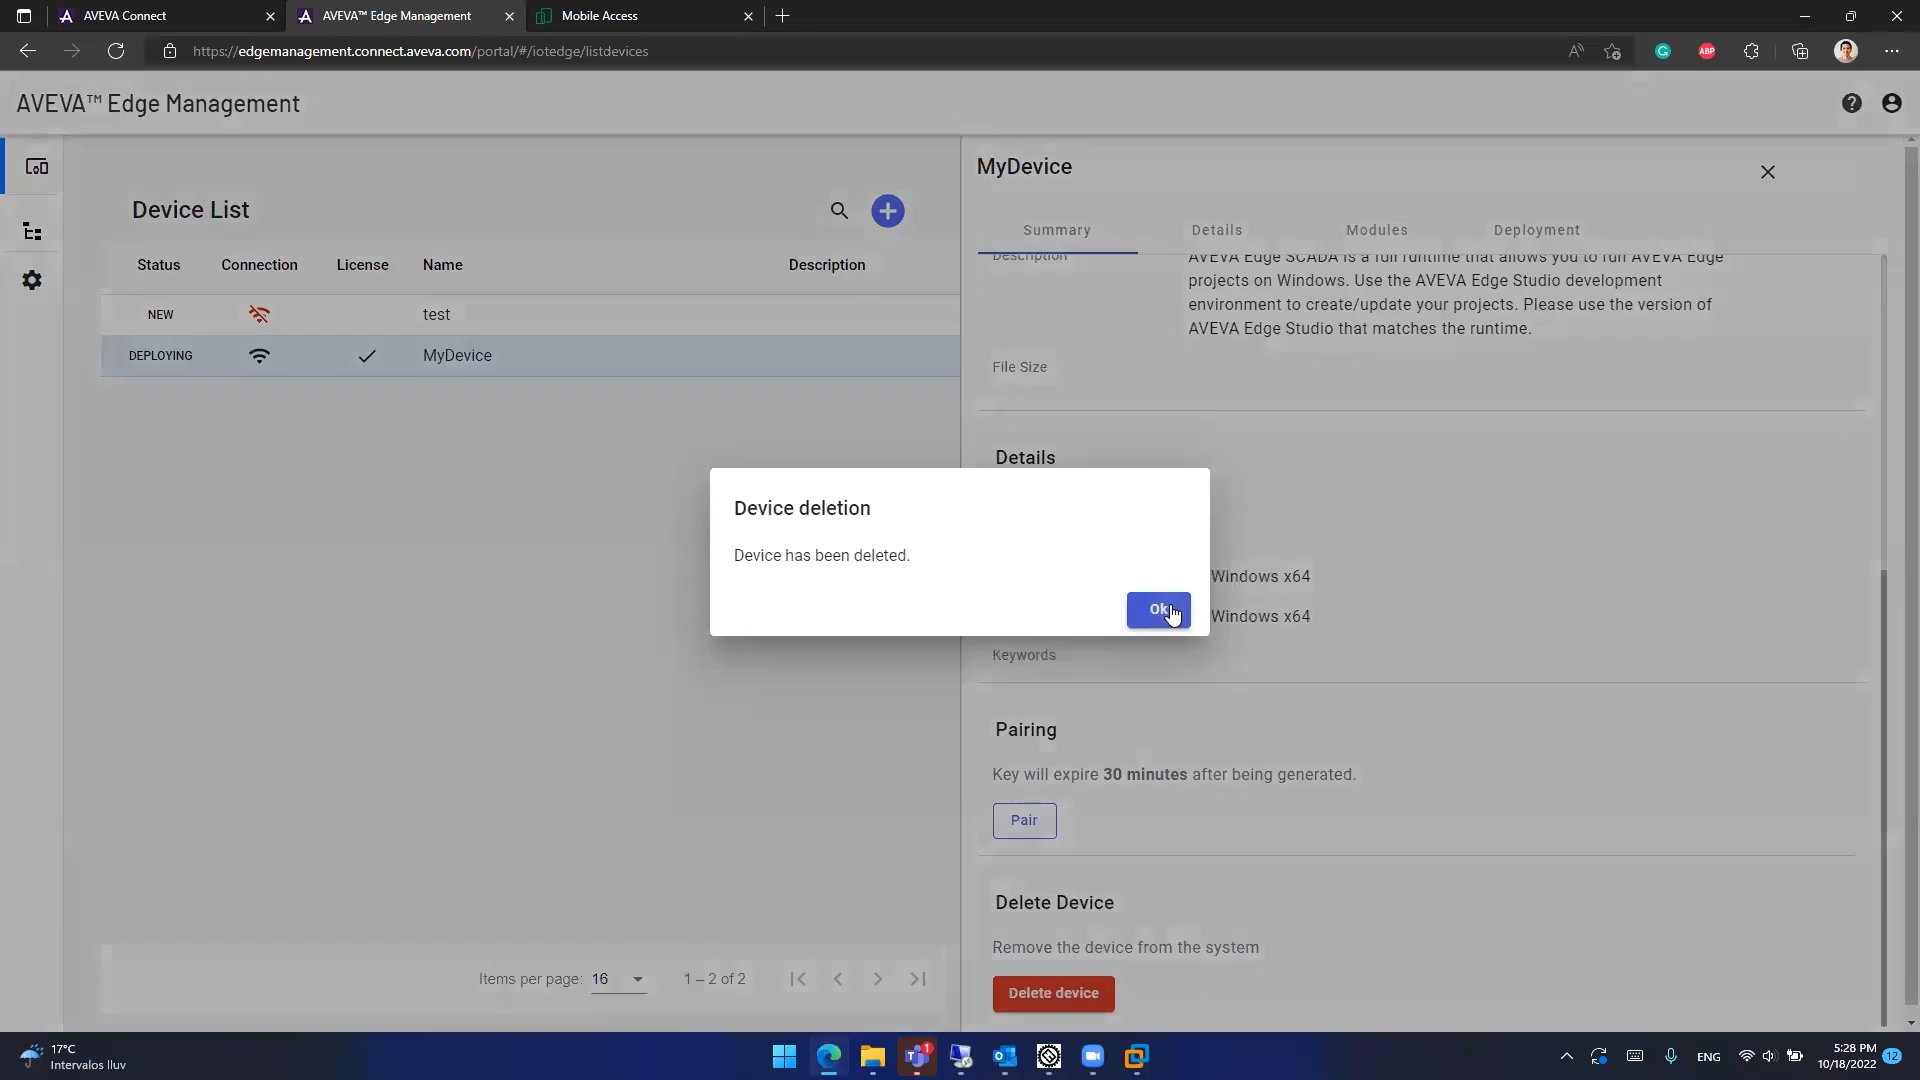 AVEVA Connect
AVEVA™ Edge Management
Mobile Access
https://edgemanagement.connect.aveva.com/portal/#/iotedge/listdevices
ABP
AVEVA™ Edge Management
Device List
Status Connection License Name Description
NEW test
DEPLOYING MyDevice
Items per page: 16 1 – 2 of 2
MyDevice
Summary Details Modules Deployment
Description
AVEVA Edge SCADA is a full runtime that allows you to run AVEVA Edge
projects on Windows. Use the AVEVA Edge Studio development
environment to create/update your projects. Please use the version of
AVEVA Edge Studio that matches the runtime.
File Size
Details
Windows x64
Windows x64
Keywords
Pairing
Key will expire 30 minutes after being generated.
Pair
Delete Device
Remove the device from the system
Delete device
Device deletion
Device has been deleted.
Ok
17°C
Intervalos lluv
1
ENG
5:28 PM
10/18/2022
12